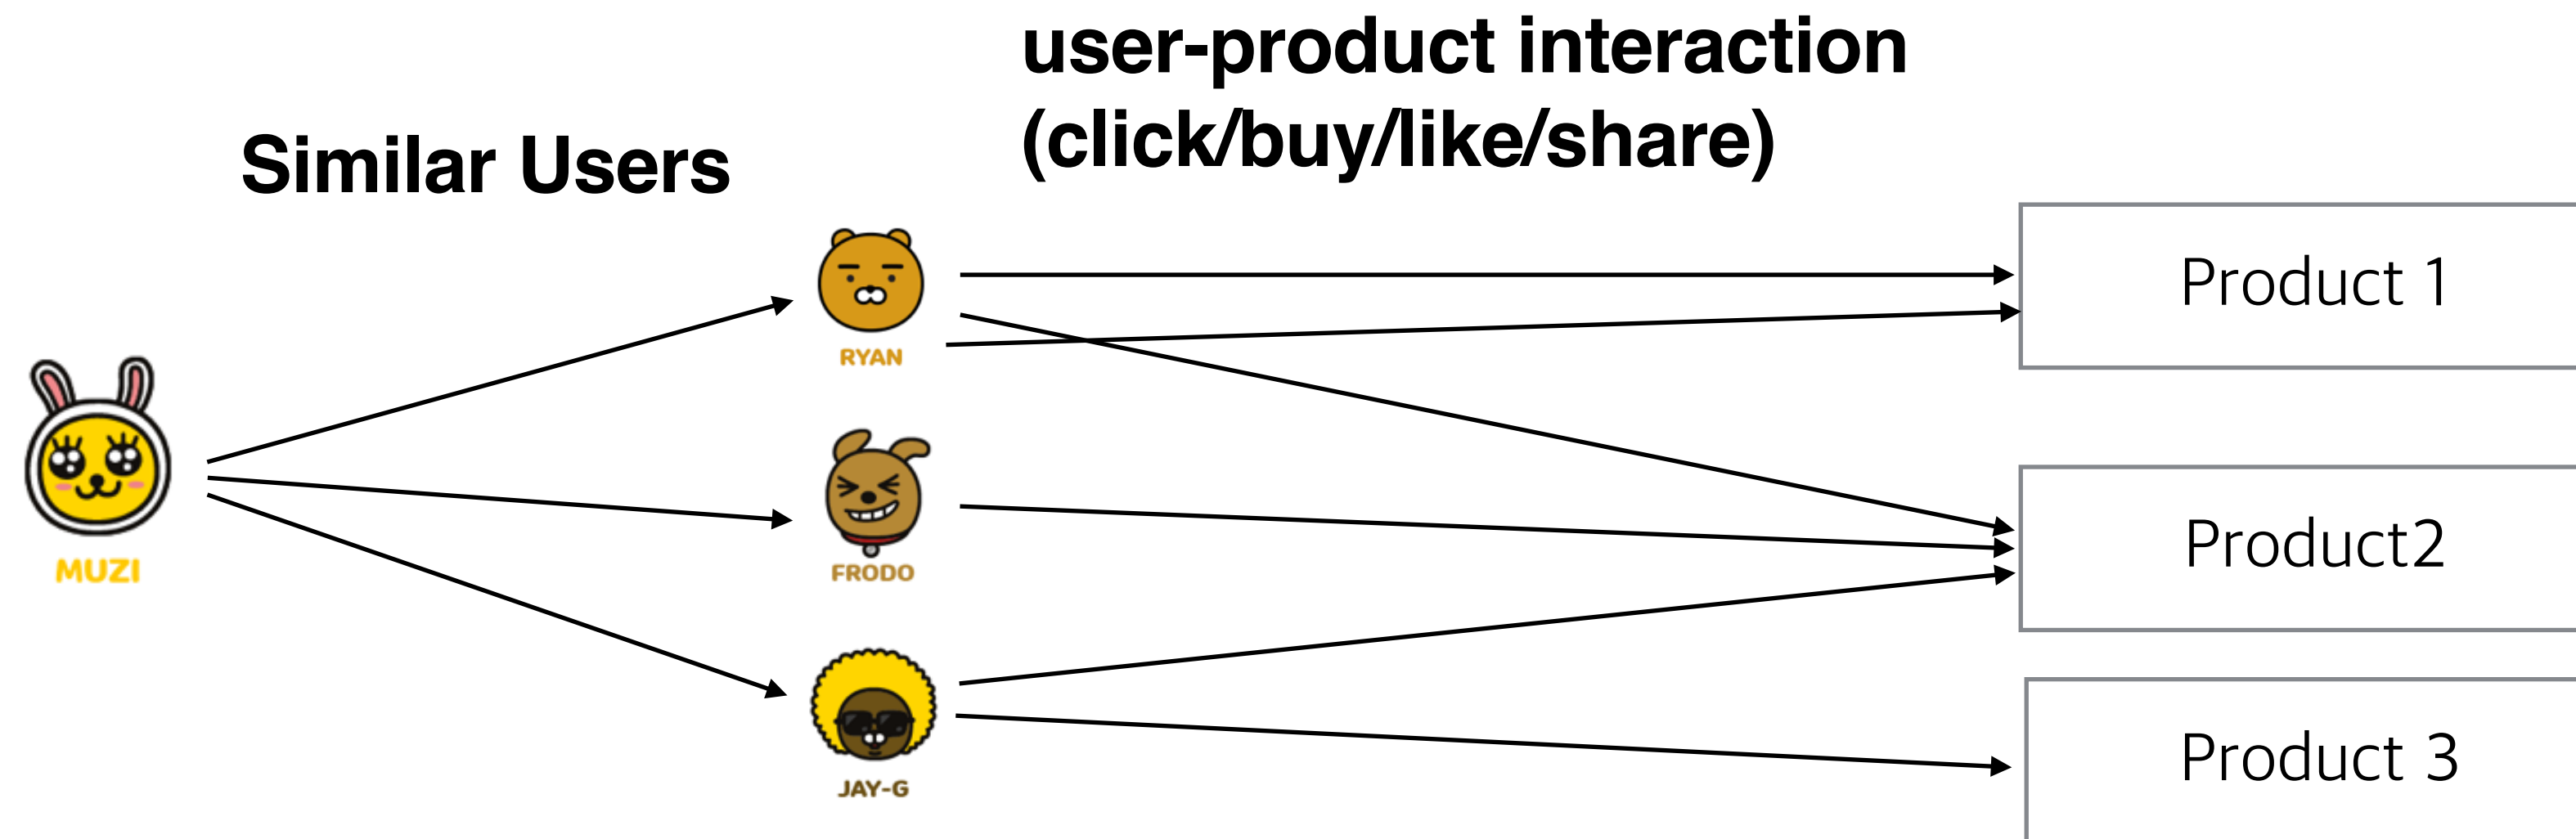 user-product interaction
(click/buy/like/share)
Similar Users
RYAN
Product 1
MUZI
FRODO
Product2
JAY-G
Product 3